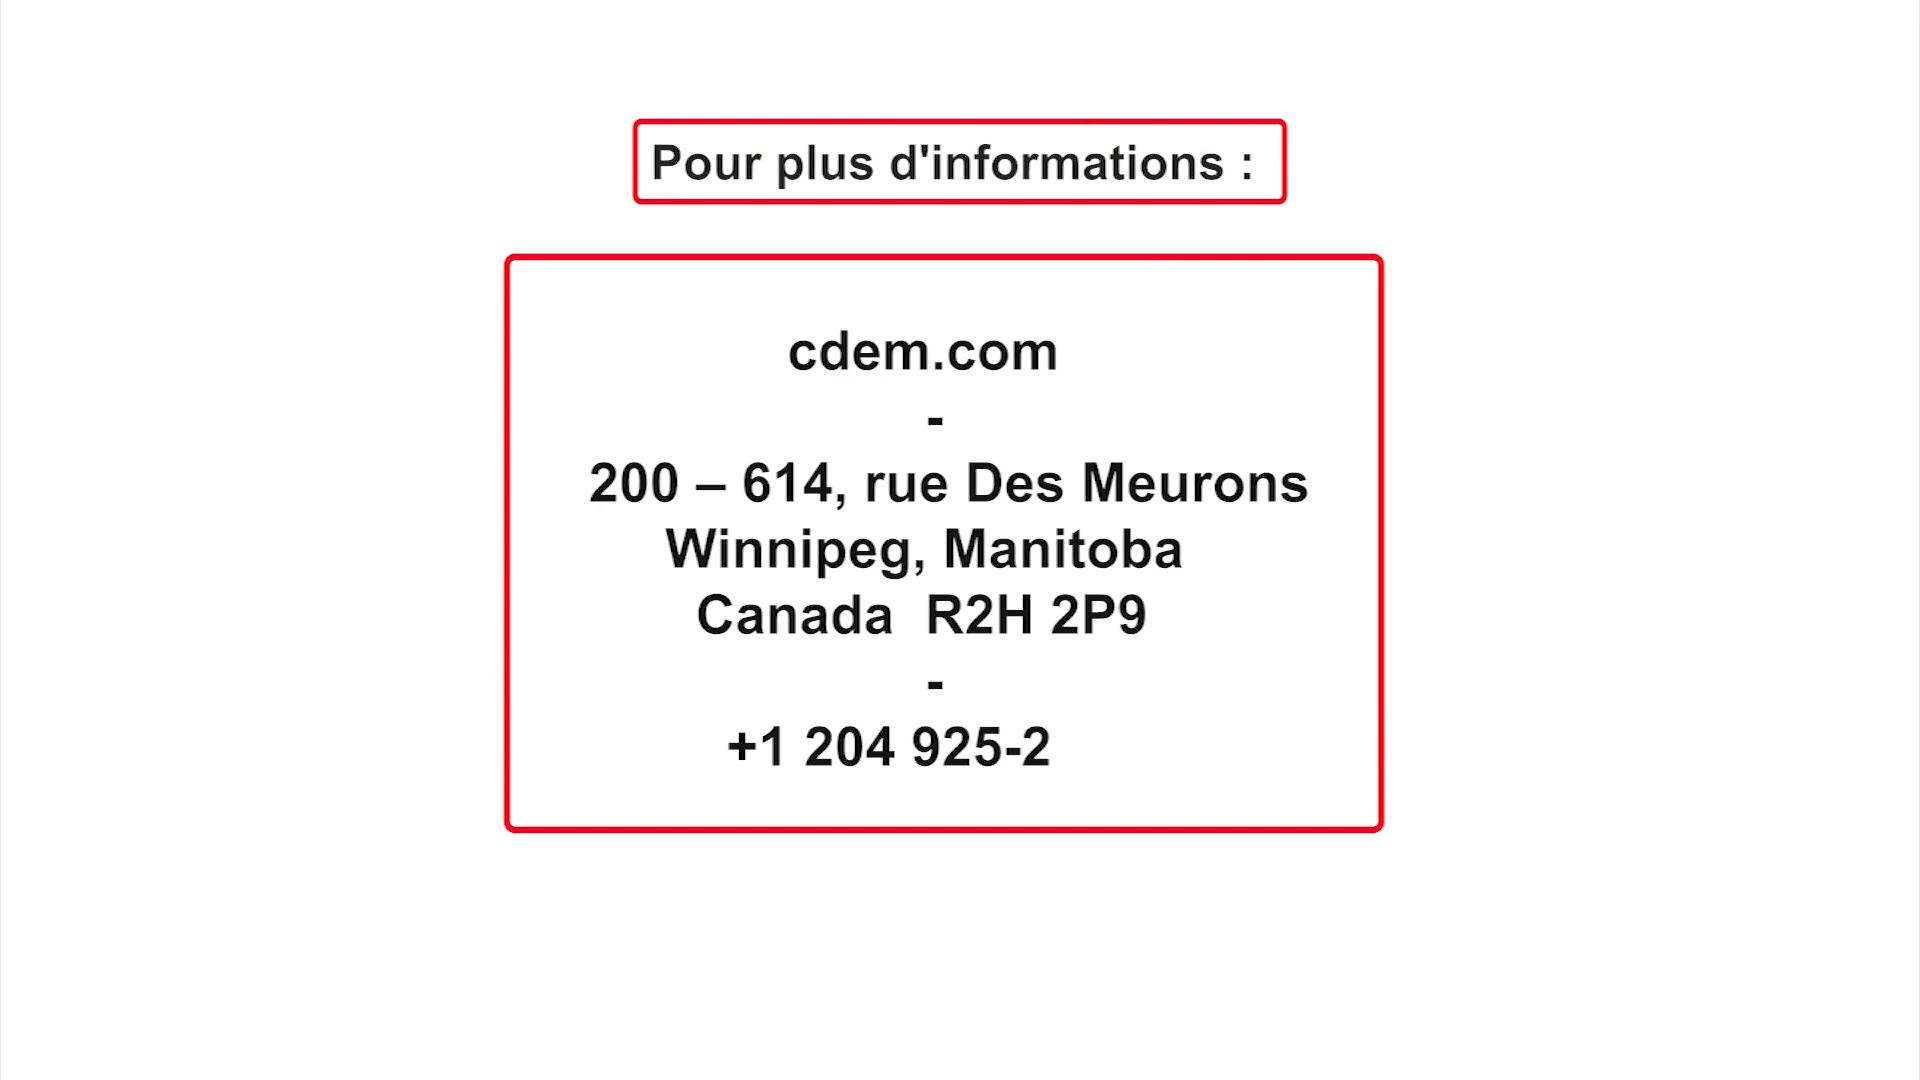 Pour plus d'informations :
cdem.com
-
200 – 614, rue Des Meurons
Winnipeg, Manitoba
Canada  R2H 2P9
-
+1 204 925-2